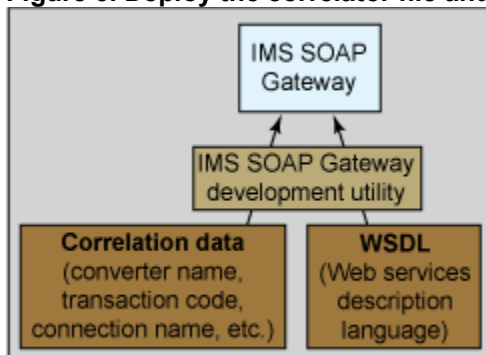 Figure 3. Deploy the correlator file and
IMS SOAP
Gateway
IMS SOAP Gateway
development utility
Correlation data
(converter name,
transaction code,
connection name, etc.)
WSDL
(Web services
description
language)